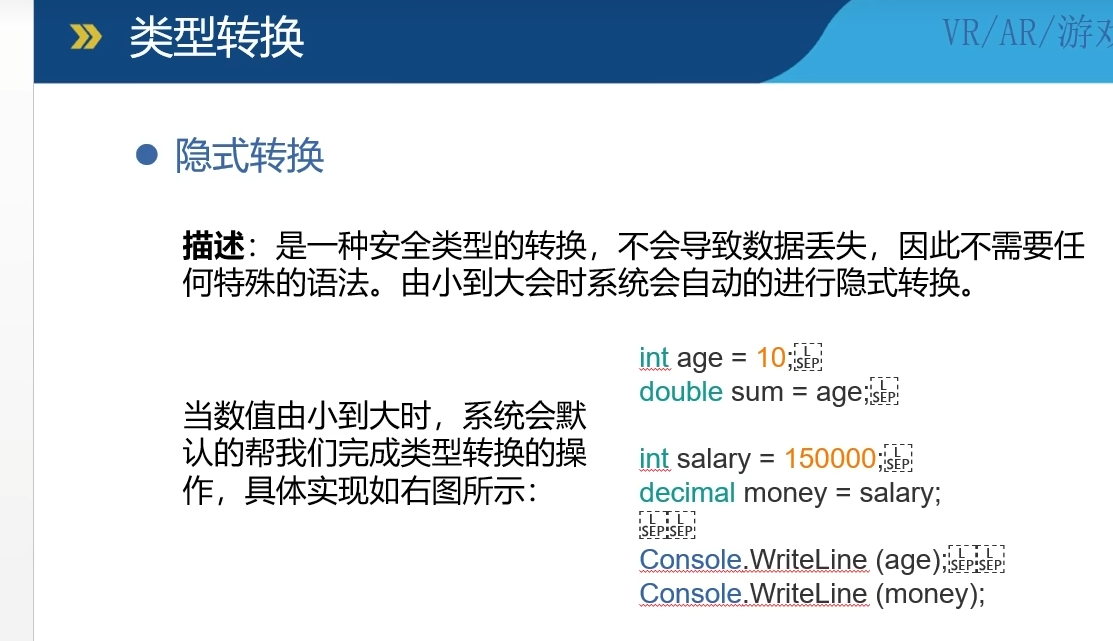 类型转换
VR/AR/游戏
隐式转换
描述：是一种安全类型的转换，不会导致数据丢失，因此不需要任
何特殊的语法。由小到大会时系统会自动的进行隐式转换。
当数值由小到大时，系统会默
认的帮我们完成类型转换的操
作，具体实现如右图所示：
int age = 10;
double sum = age;
int salary = 150000;
decimal money = salary;
Console.WriteLine (age);
Console.WriteLine (money);